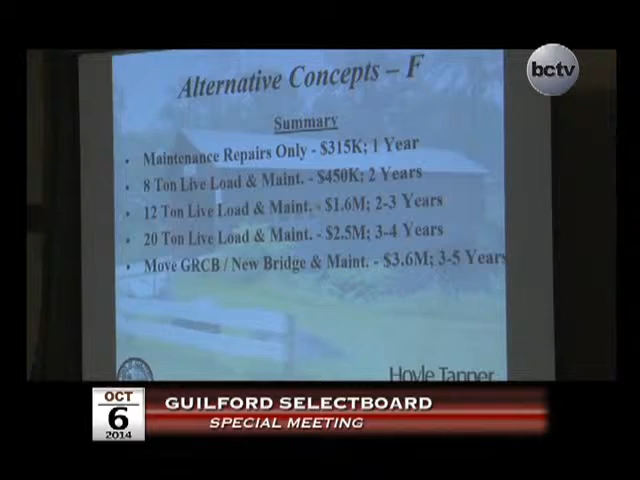 bctv
Alternative Concepts – F
Summary
• Maintenance Repairs Only - $315K; 1 Year
• 8 Ton Live Load & Maint. - $450K; 2 Years
• 12 Ton Live Load & Maint. - $1.6M; 2-3 Years
• 20 Ton Live Load & Maint. - $2.5M; 3-4 Years
• Move GRCB / New Bridge & Maint. - $3.6M; 3-5 Years
Hoyle Tanner
OCT
6
2014
GUILFORD SELECTBOARD
SPECIAL MEETING